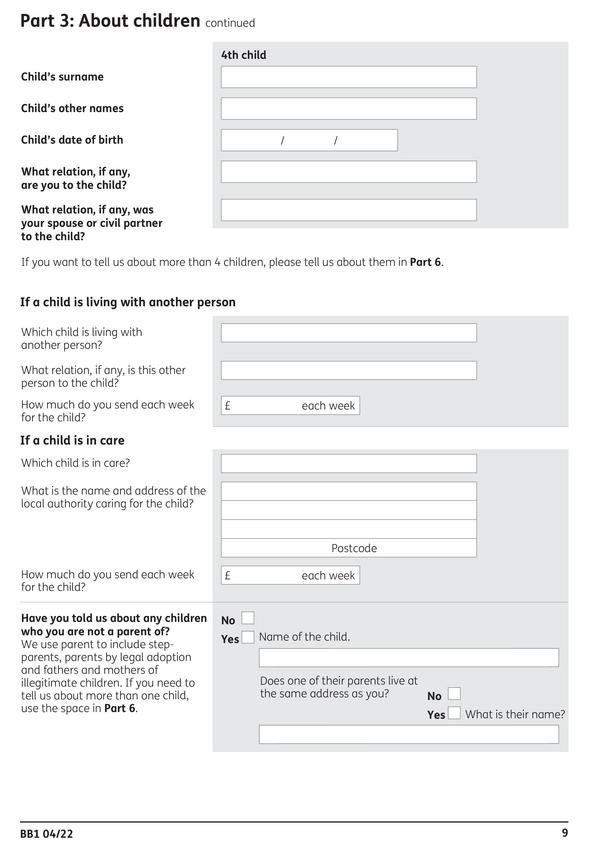 Part 3: About children continued
4th child
Child's surname
Child's other names
Child's date of birth
/ /
What relation, if any,
are you to the child?
What relation, if any, was
your spouse or civil partner
to the child?
If you want to tell us about more than 4 children, please tell us about them in Part 6.
If a child is living with another person
Which child is living with
another person?
What relation, if any, is this other
person to the child?
How much do you send each week
for the child?
£ each week
If a child is in care
Which child is in care?
What is the name and address of the
local authority caring for the child?
Postcode
How much do you send each week
for the child?
£ each week
Have you told us about any children
who you are not a parent of?
We use parent to include step-
parents, parents by legal adoption
and fathers and mothers of
illegitimate children. If you need to
tell us about more than one child,
use the space in Part 6.
No
Yes Name of the child.
Does one of their parents live at
the same address as you?
No
Yes What is their name?
BB1 04/22 9